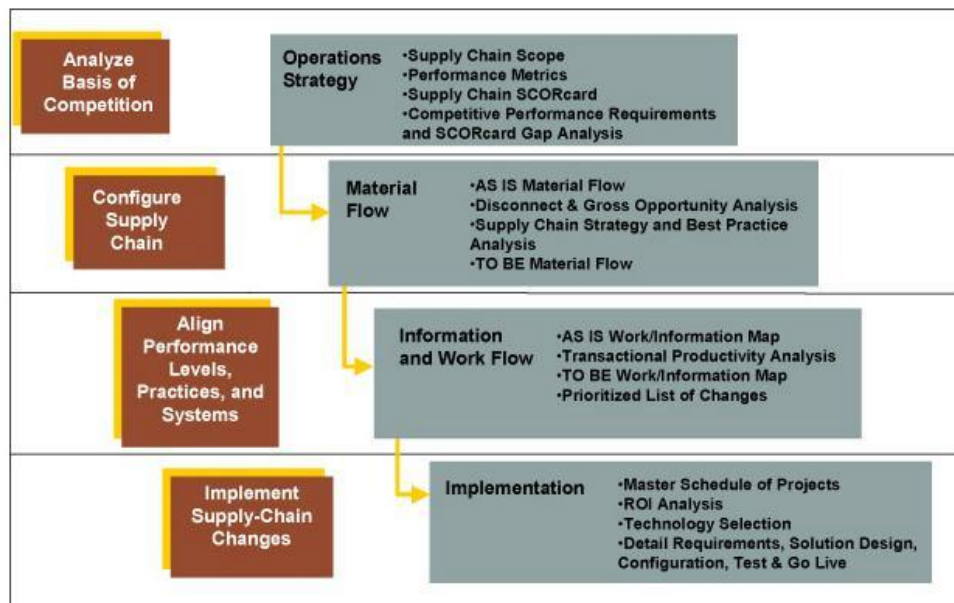 Analyze
Basis of
Competition
Operations
Strategy
•Supply Chain Scope
•Performance Metrics
•Supply Chain SCORcard
•Competitive Performance Requirements
and SCORcard Gap Analysis
Configure
Supply
Chain
Material
Flow
•AS IS Material Flow
•Disconnect & Gross Opportunity Analysis
•Supply Chain Strategy and Best Practice
Analysis
•TO BE Material Flow
Align
Performance
Levels,
Practices, and
Systems
Information
and Work Flow
•AS IS Work/Information Map
•Transactional Productivity Analysis
•TO BE Work/Information Map
•Prioritized List of Changes
Implement
Supply-Chain
Changes
Implementation
•Master Schedule of Projects
•ROI Analysis
•Technology Selection
•Detail Requirements, Solution Design,
Configuration, Test & Go Live